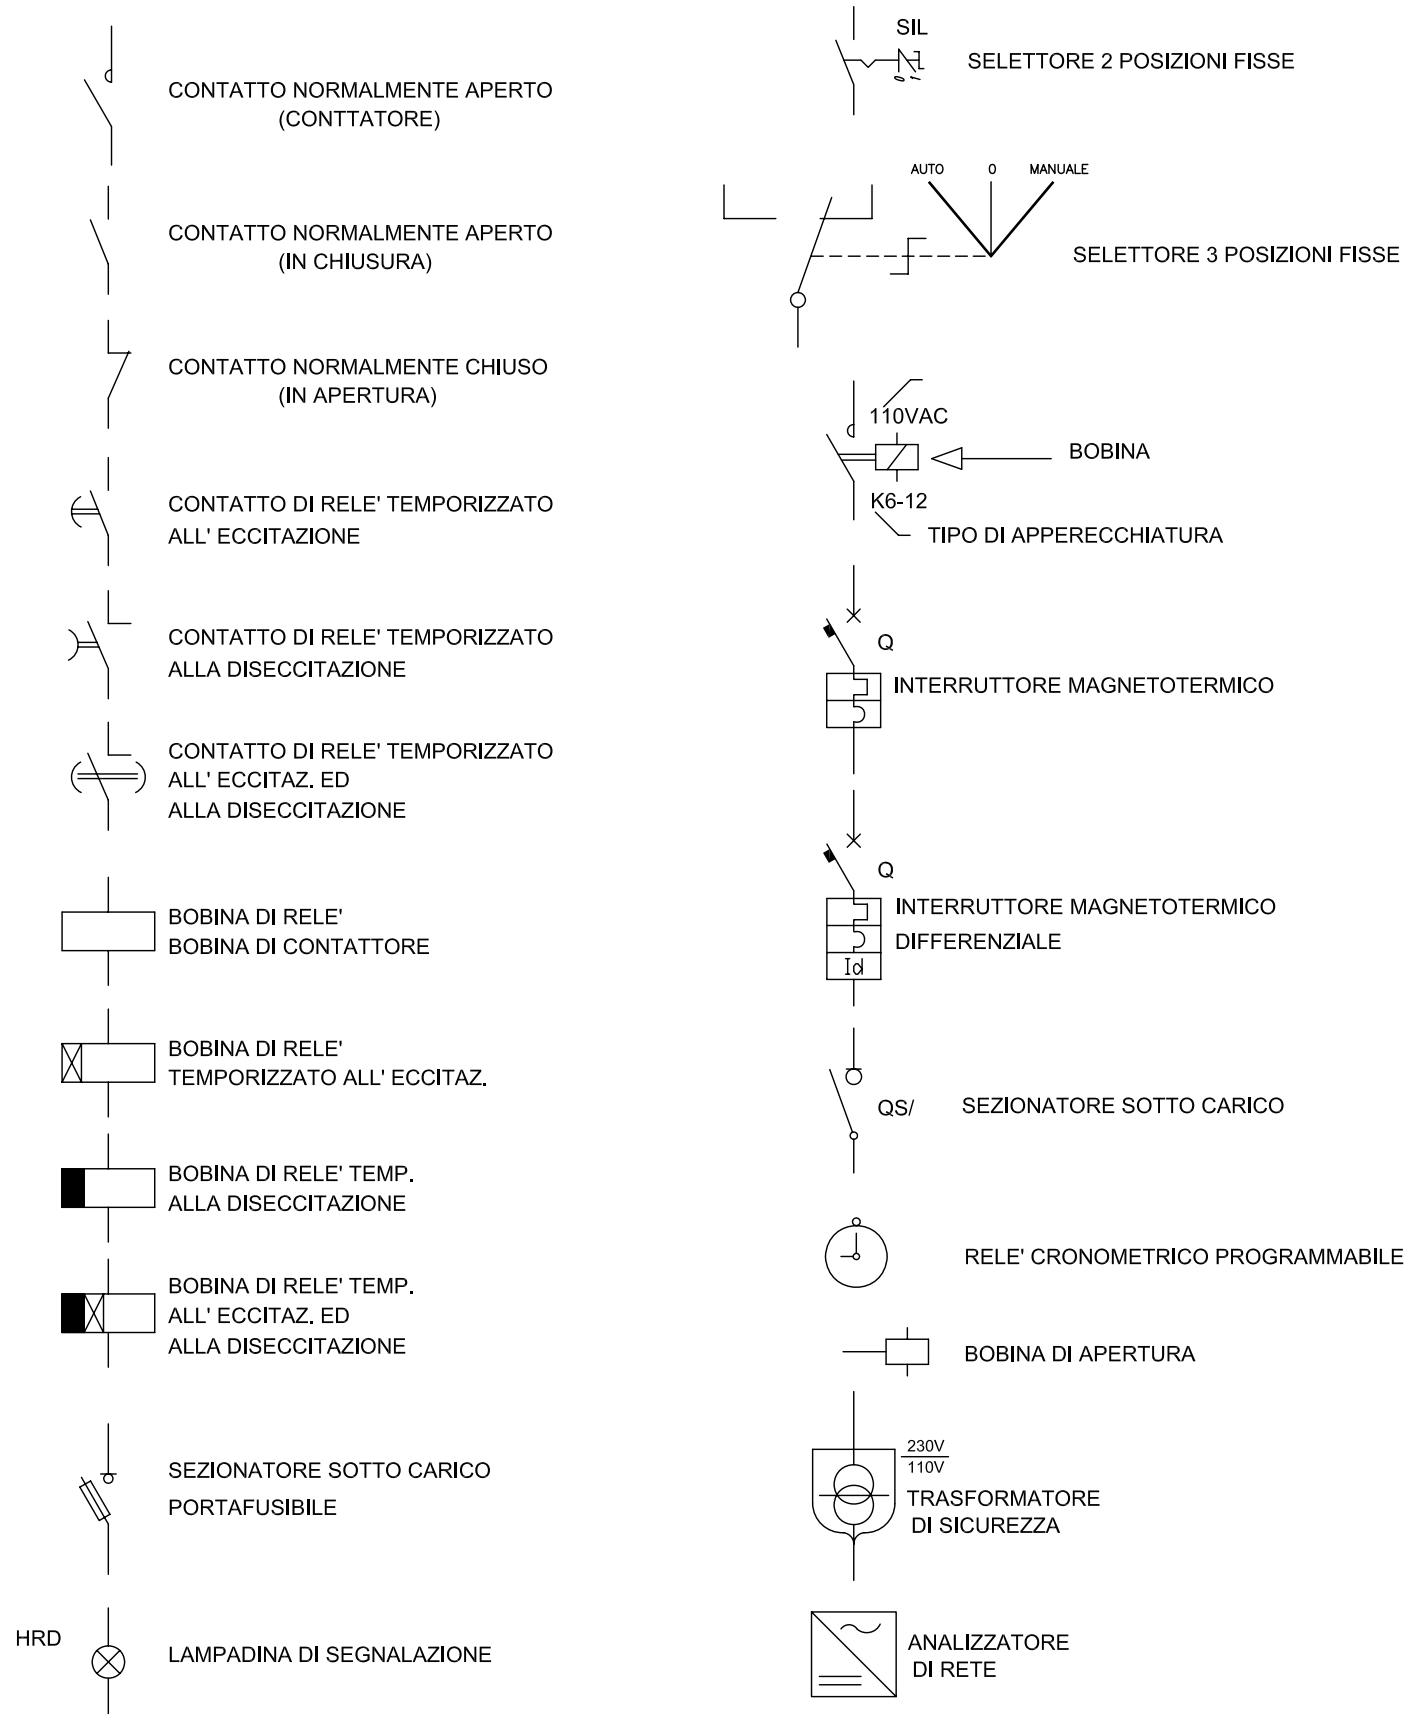 CONTATTO NORMALMENTE APERTO
(CONTTATORE)
CONTATTO NORMALMENTE APERTO
(IN CHIUSURA)
CONTATTO NORMALMENTE CHIUSO
(IN APERTURA)
CONTATTO DI RELE' TEMPORIZZATO
ALL' ECCITAZIONE
CONTATTO DI RELE' TEMPORIZZATO
ALLA DISECCITAZIONE
CONTATTO DI RELE' TEMPORIZZATO
ALL' ECCITAZ. ED
ALLA DISECCITAZIONE
BOBINA DI RELE'
BOBINA DI CONTATTORE
BOBINA DI RELE'
TEMPORIZZATO ALL' ECCITAZ.
BOBINA DI RELE' TEMP.
ALLA DISECCITAZIONE
BOBINA DI RELE' TEMP.
ALL' ECCITAZ. ED
ALLA DISECCITAZIONE
SEZIONATORE SOTTO CARICO
PORTAFUSIBILE
HRD
LAMPADINA DI SEGNALAZIONE
SIL
0 1
SELETTORE 2 POSIZIONI FISSE
AUTO 0 MANUALE
SELETTORE 3 POSIZIONI FISSE
110VAC
BOBINA
K6-12
TIPO DI APPERECCHIATURA
Q
INTERRUTTORE MAGNETOTERMICO
Q
INTERRUTTORE MAGNETOTERMICO
DIFFERENZIALE
Id
QS/ SEZIONATORE SOTTO CARICO
RELE' CRONOMETRICO PROGRAMMABILE
BOBINA DI APERTURA
230V
110V
TRASFORMATORE
DI SICUREZZA
ANALIZZATORE
DI RETE